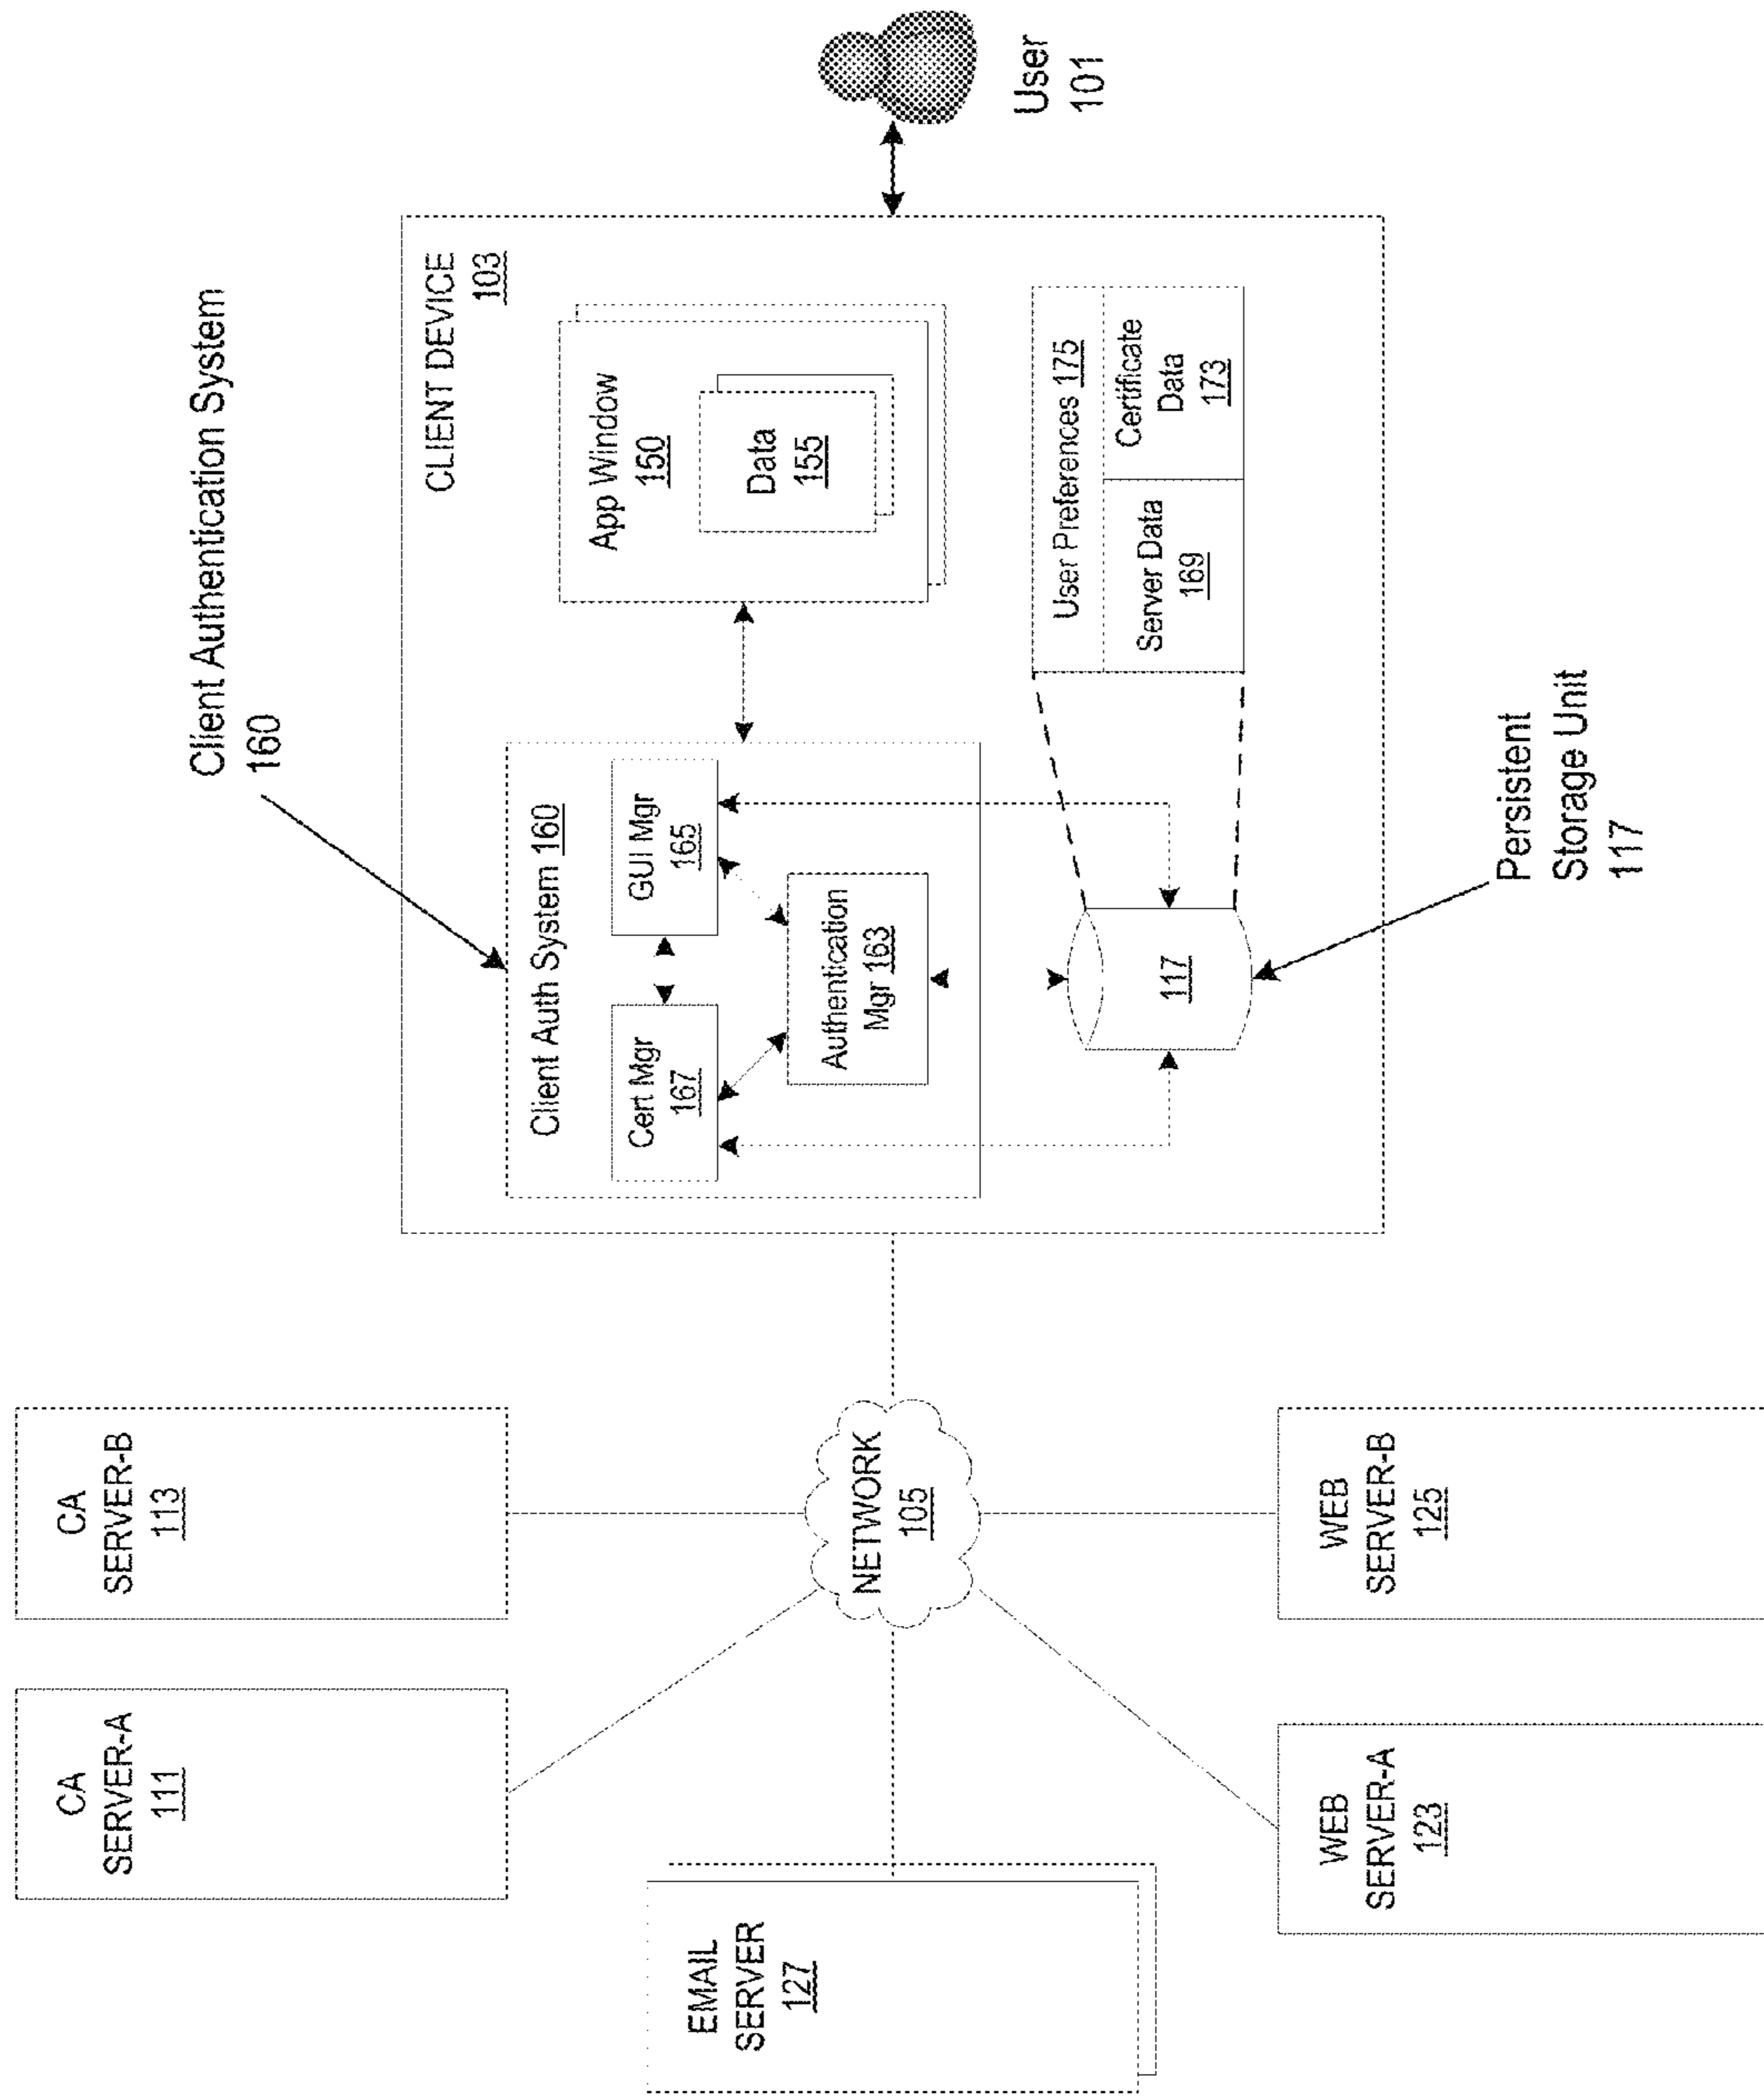 CA
SERVER-A
111
CA
SERVER-B
113
EMAIL
SERVER
127
NETWORK
105
WEB
SERVER-A
123
WEB
SERVER-B
125
Client Authentication System
160
CLIENT DEVICE
103
Client Auth System 160
Cert Mgr
167
GUI Mgr
165
Authentication
Mgr 163
App Window
150
Data
155
117
User Preferences 175
Server Data
169
Certificate
Data
173
Persistent
Storage Unit
117
User
101